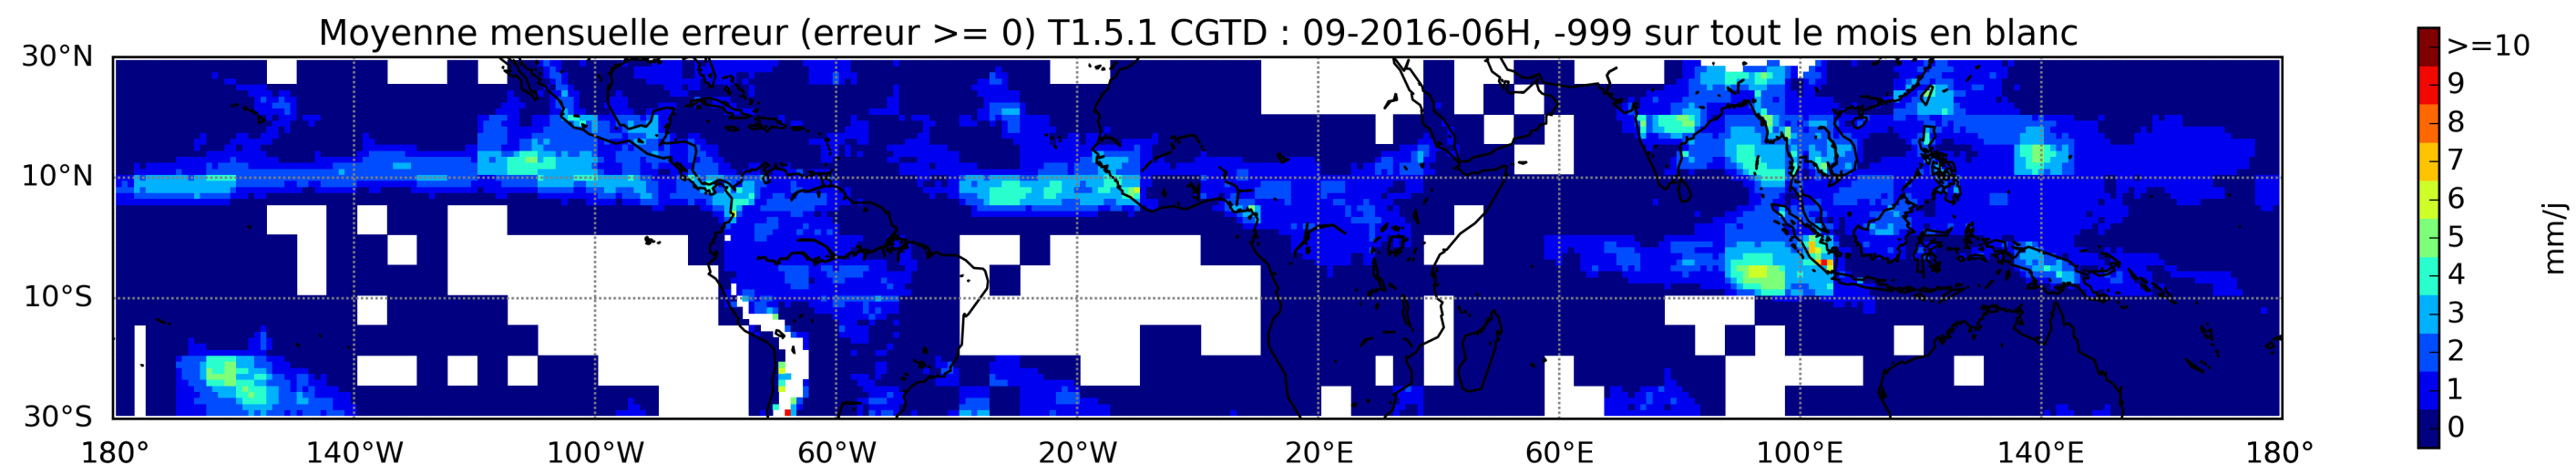 Moyenne mensuelle erreur (erreur >= 0) T1.5.1 CGTD : 09-2016-06H, -999 sur tout le mois en blanc
30°N
10°N
10°S
30°S
180° 140°W 100°W 60°W 20°W 20°E 60°E 100°E 140°E 180°
>=10
9
8
7
6
5
4
3
2
1
0
mm/j